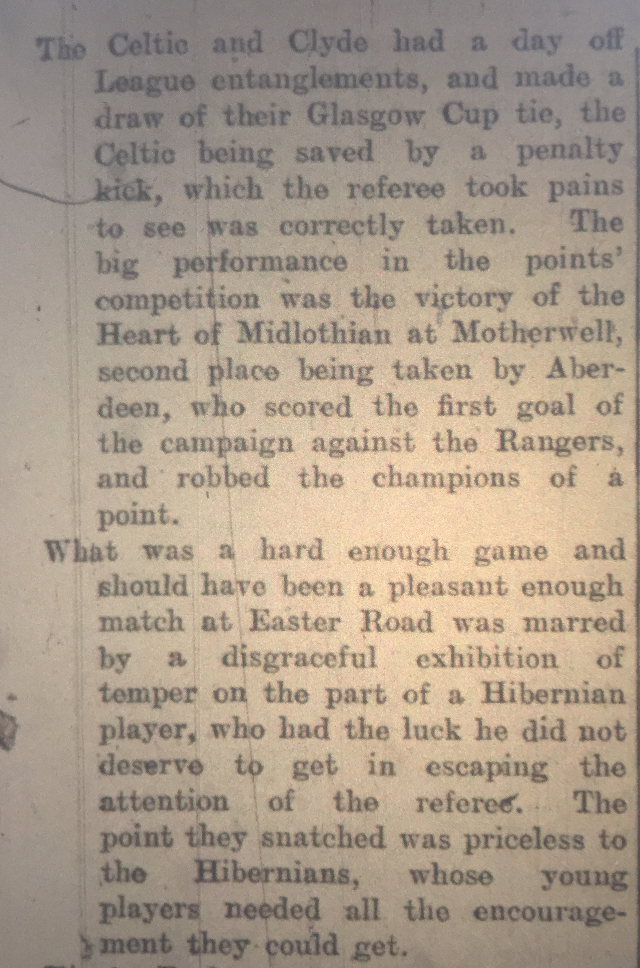 The Celtic and Clyde had a day off
League entanglements, and made a
draw of their Glasgow Cup tie, the
Celtic being saved by a penalty
kick, which the referee took pains
to see was correctly taken. The
big performance in the points'
competition was the victory of the
Heart of Midlothian at Motherwell,
second place being taken by Aber-
deen, who scored the first goal of
the campaign against the Rangers,
and robbed the champions of a
point.
What was a hard enough game and
should have been a pleasant enough
match at Easter Road was marred
by a disgraceful exhibition of
temper on the part of a Hibernian
player, who had the luck he did not
deserve to get in escaping the
attention of the referee. The
point they snatched was priceless to
the Hibernians, whose young
players needed all the encourage-
ment they could get.